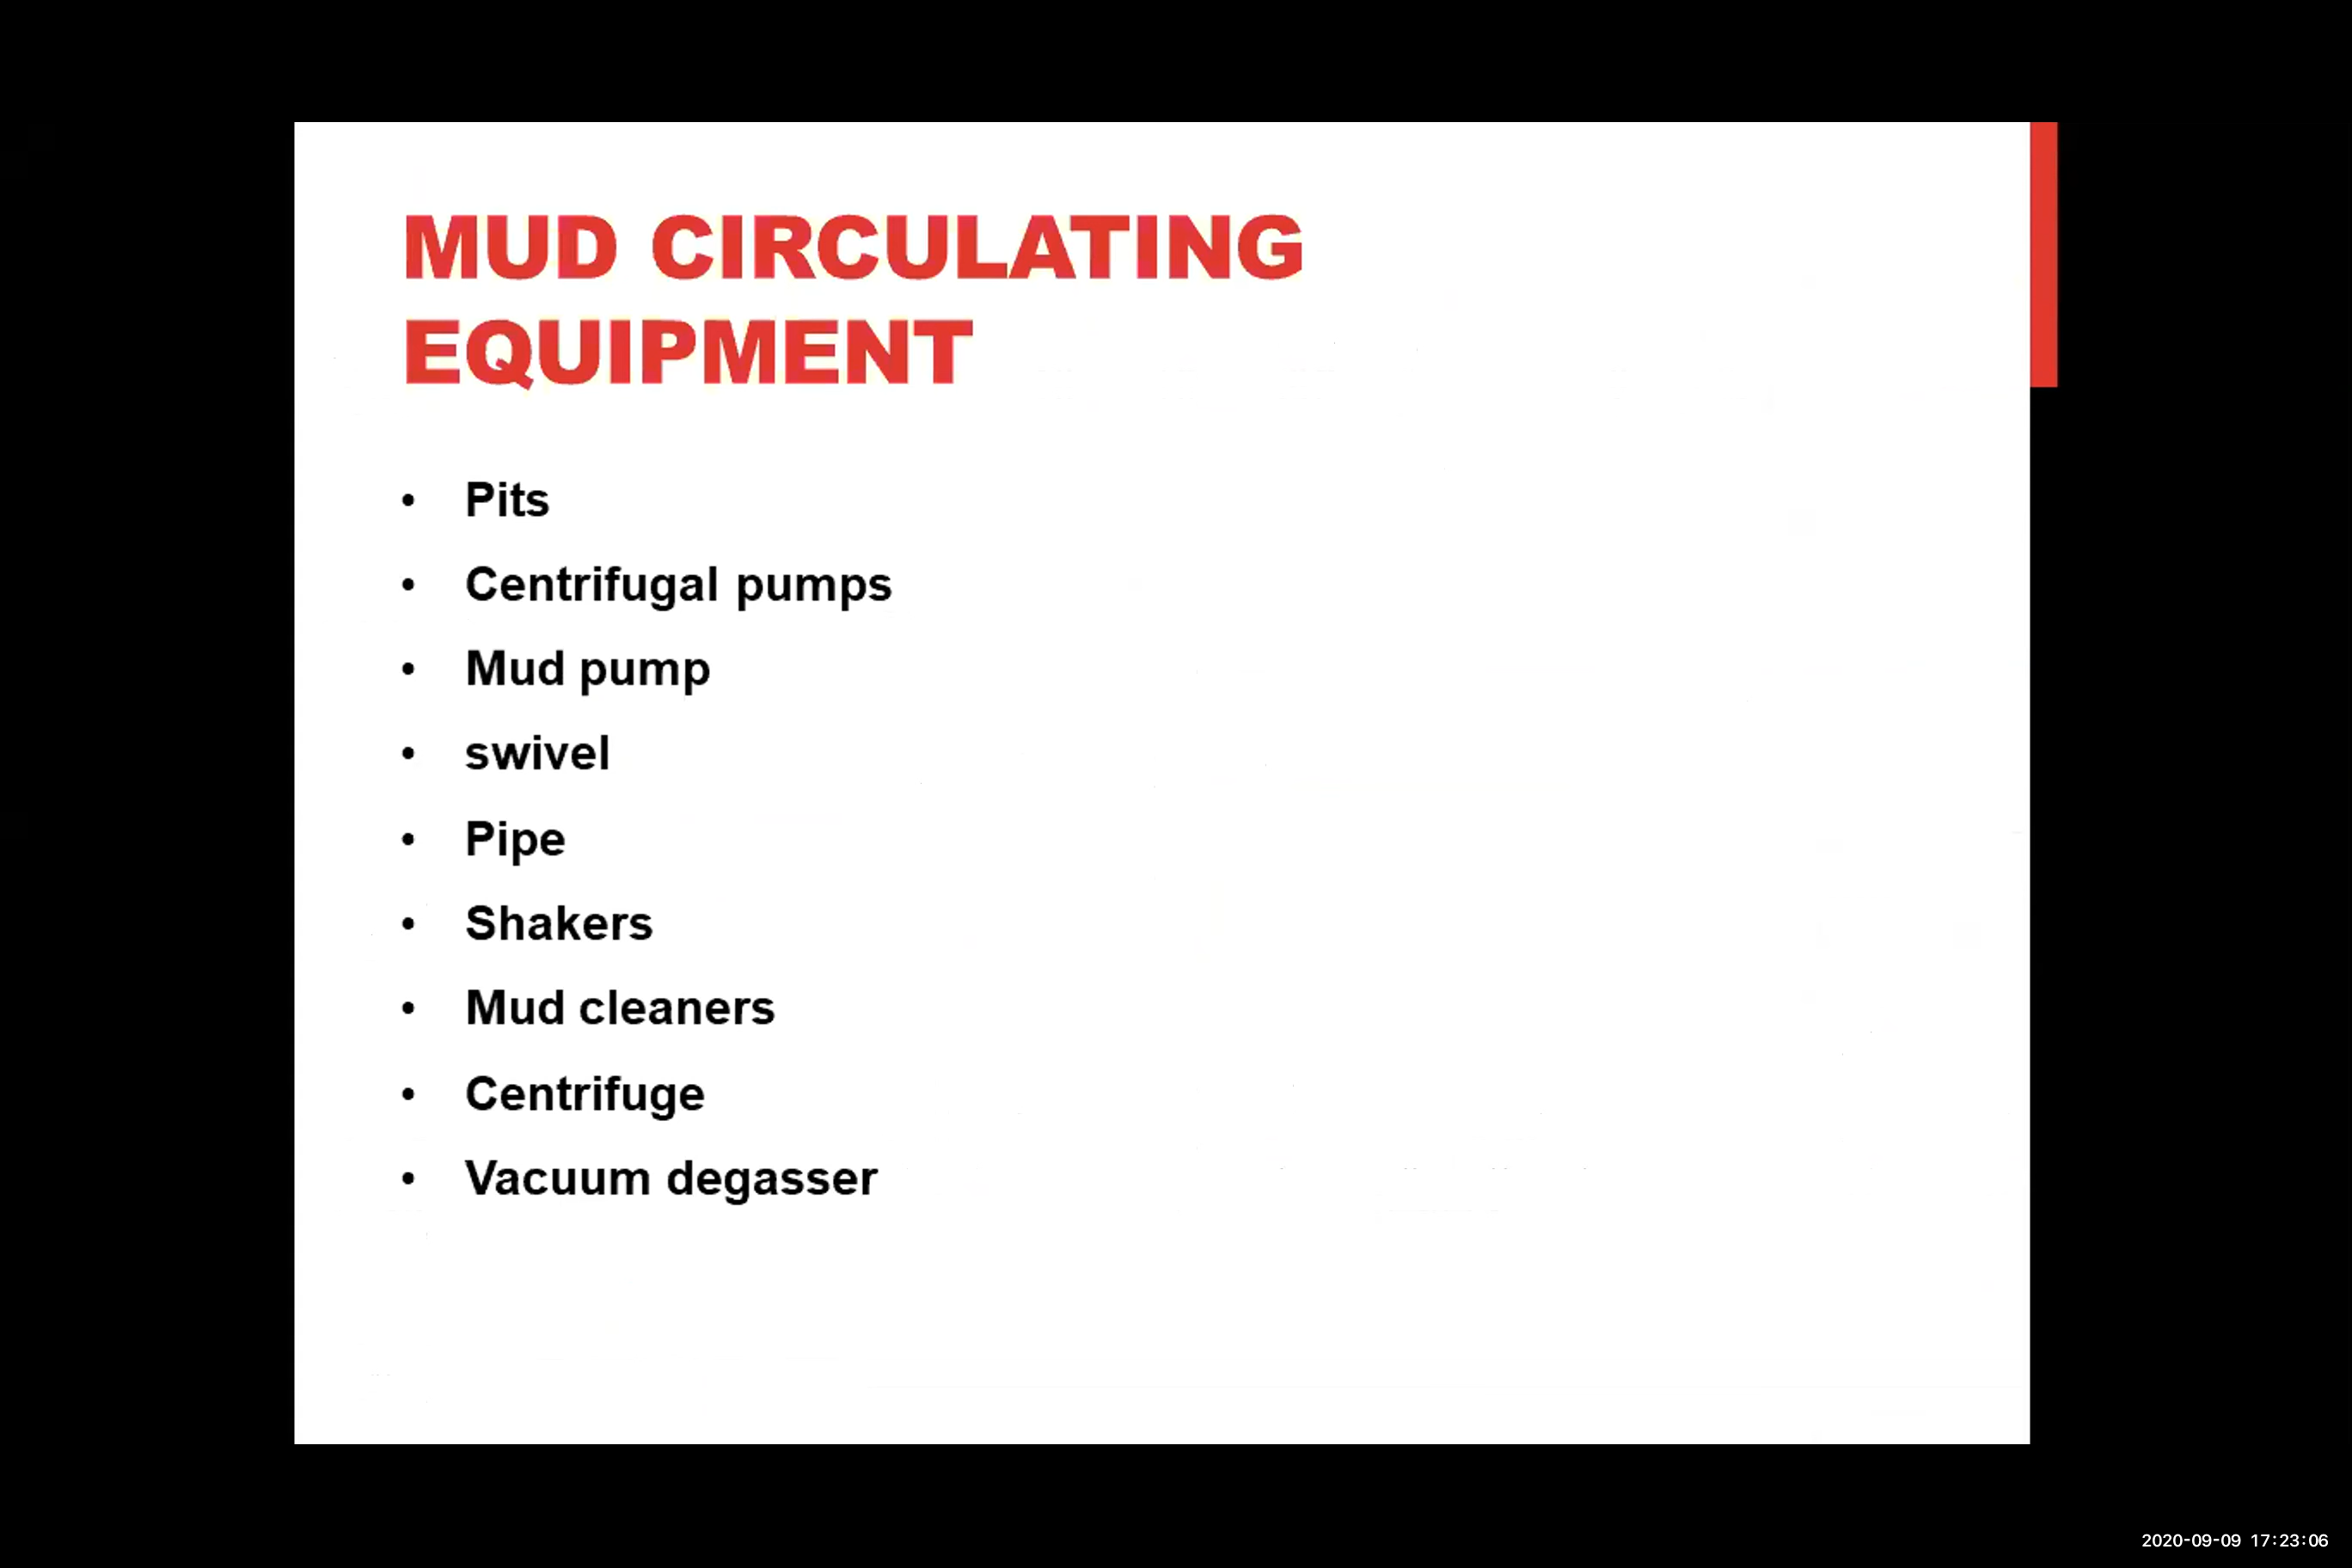 MUD CIRCULATING
EQUIPMENT
• Pits
• Centrifugal pumps
• Mud pump
• swivel
• Pipe
• Shakers
• Mud cleaners
• Centrifuge
• Vacuum degasser
2020-09-09 17:23:06